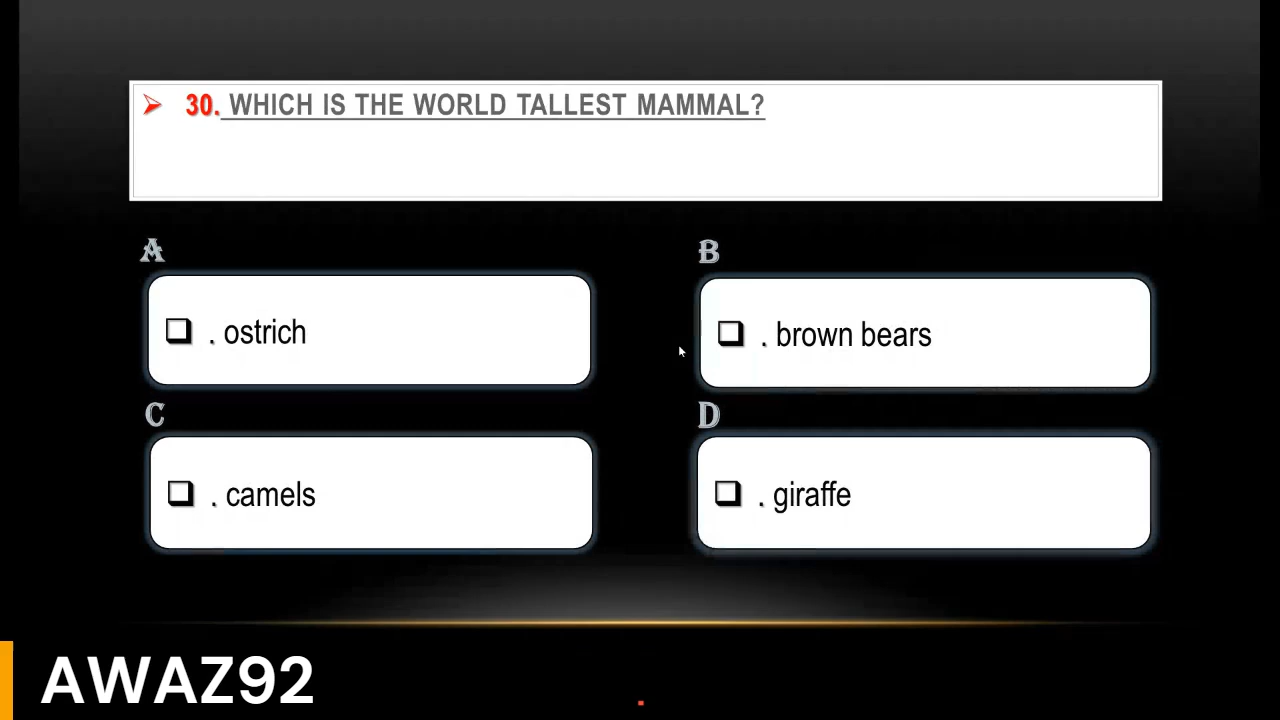 30. WHICH IS THE WORLD TALLEST MAMMAL?
A
B
. ostrich
. brown bears
C
D
. camels
. giraffe
AWAZ92